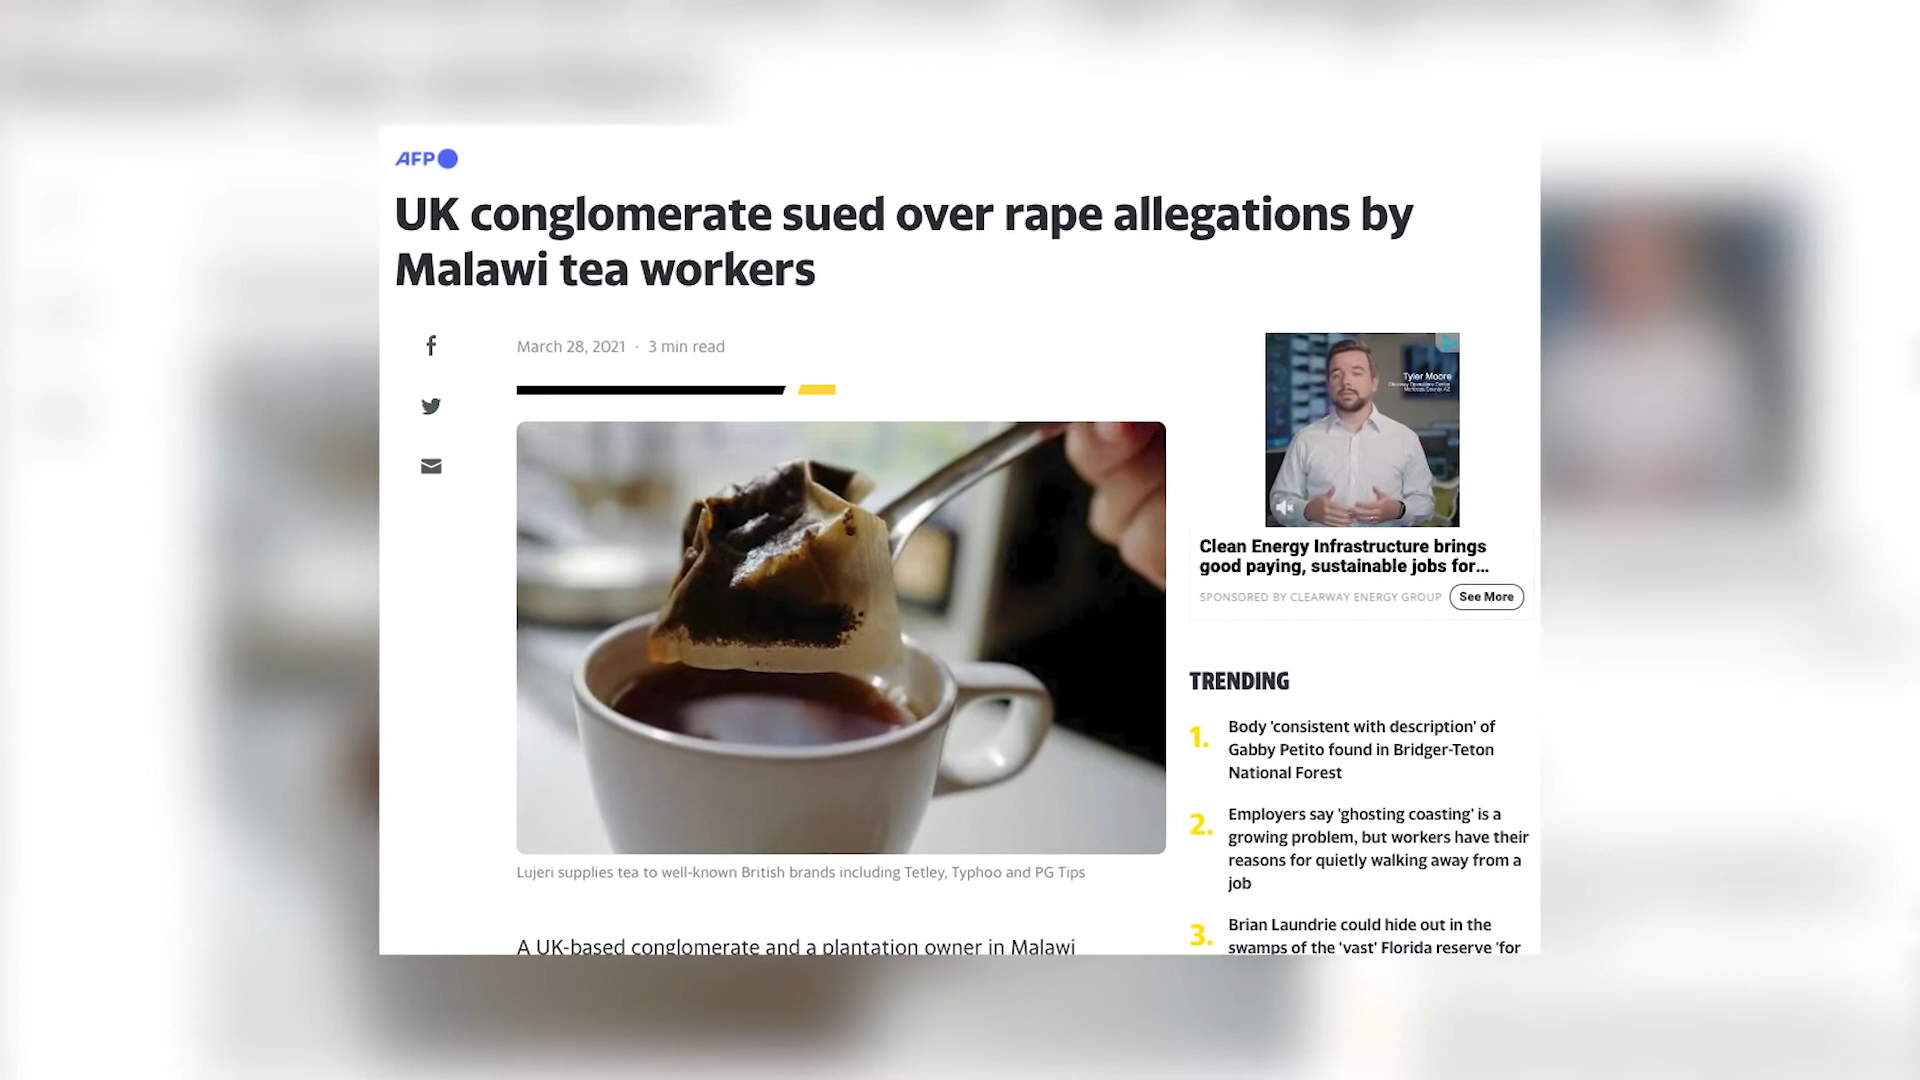 AFP
UK conglomerate sued over rape allegations by
Malawi tea workers
March 28, 2021 · 3 min read
Tyler Moore
Lujeri supplies tea to well-known British brands including Tetley, Typhoo and PG Tips
A UK-based conglomerate and a plantation owner in Malawi
Clean Energy Infrastructure brings
good paying, sustainable jobs for...
SPONSORED BY CLEARWAY ENERGY GROUP
See More
TRENDING
1. Body 'consistent with description' of
Gabby Petito found in Bridger-Teton
National Forest
2. Employers say 'ghosting coasting' is a
growing problem, but workers have their
reasons for quietly walking away from a
job
3. Brian Laundrie could hide out in the
swamps of the 'vast' Florida reserve 'for